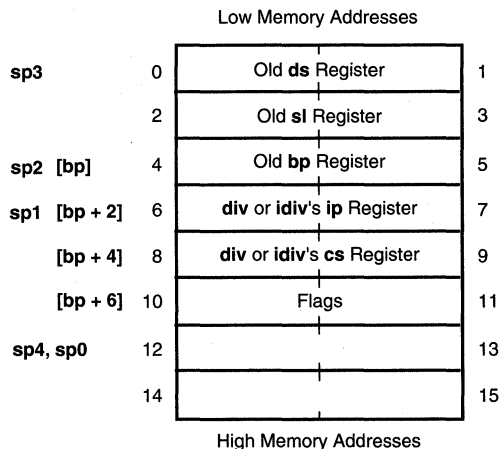 Low Memory Addresses
sp3 0 Old ds Register 1
2 Old sl Register 3
sp2 [bp] 4 Old bp Register 5
sp1 [bp + 2] 6 div or idiv's ip Register 7
[bp + 4] 8 div or idiv's cs Register 9
[bp + 6] 10 Flags 11
sp4, sp0 12 13
14 15
High Memory Addresses